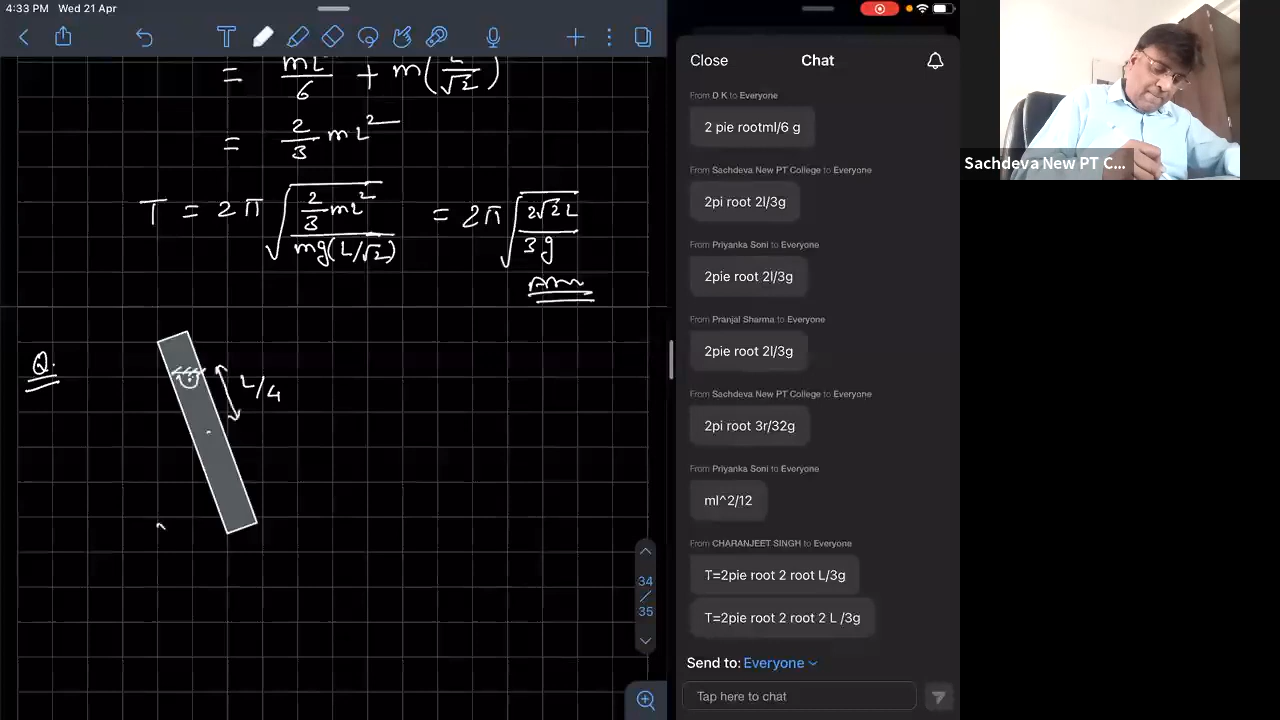 4:33 PM Wed 21 Apr
= mL²/6 + m(L/√2)
= 2/3 mL²
T = 2π √(2/3 mL² / mg(L/√2)) = 2π √(2√2 L / 3g)
Ans
Q.
L/4
34
/
35
Close
Chat
From D K to Everyone
2 pie rootml/6 g
From Sachdeva New PT College to Everyone
2pi root 2l/3g
From Priyanka Soni to Everyone
2pie root 2l/3g
From Pranjal Sharma to Everyone
2pie root 2l/3g
From Sachdeva New PT College to Everyone
2pi root 3r/32g
From Priyanka Soni to Everyone
ml^2/12
From CHARANJEET SINGH to Everyone
T=2pie root 2 root L/3g
T=2pie root 2 root 2 L /3g
Send to: Everyone
Tap here to chat
Sachdeva New PT C...